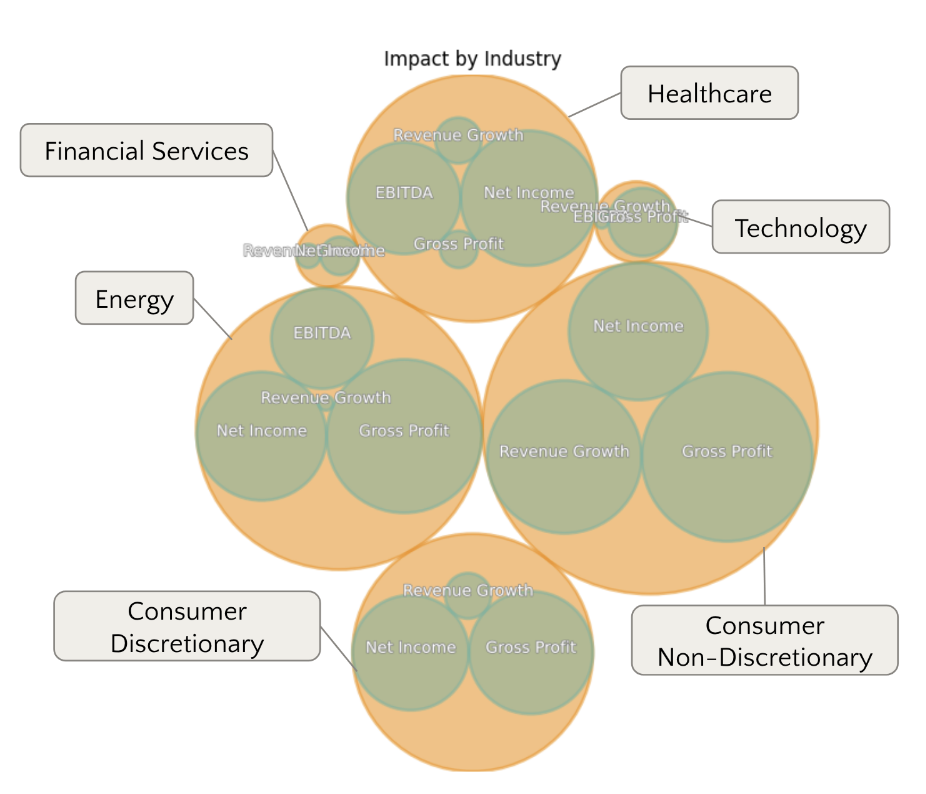 Impact by Industry
Healthcare
Financial Services
Revenue Growth
EBITDA
Net Income
Gross Profit
Revenue Growth
Gross Profit
Technology
Net Income
Energy
EBITDA
Revenue Growth
Net Income
Gross Profit
Net Income
Revenue Growth
Gross Profit
Revenue Growth
Net Income
Gross Profit
Consumer
Discretionary
Consumer
Non-Discretionary